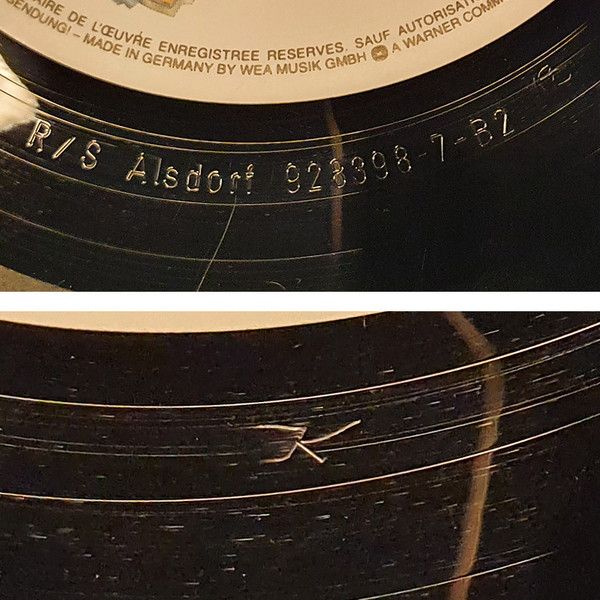 AIRE DE L'ŒUVRE ENREGISTREE RESERVES. SAUF AUTORISATI
SENDUNG! – MADE IN GERMANY BY WEA MUSIK GMBH A WARNER COMM
R/S Alsdorf 928398-7-B2
K